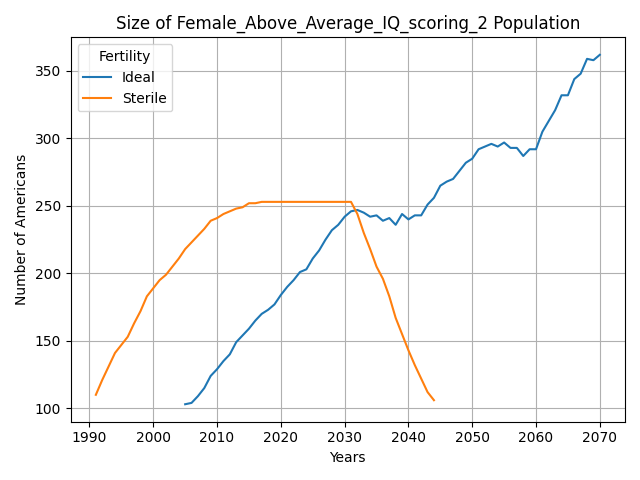 Size of Female_Above_Average_IQ_scoring_2 Population
Fertility
Ideal
Sterile
350
300
250
200
150
100
Number of Americans
1990 2000 2010 2020 2030 2040 2050 2060 2070
Years